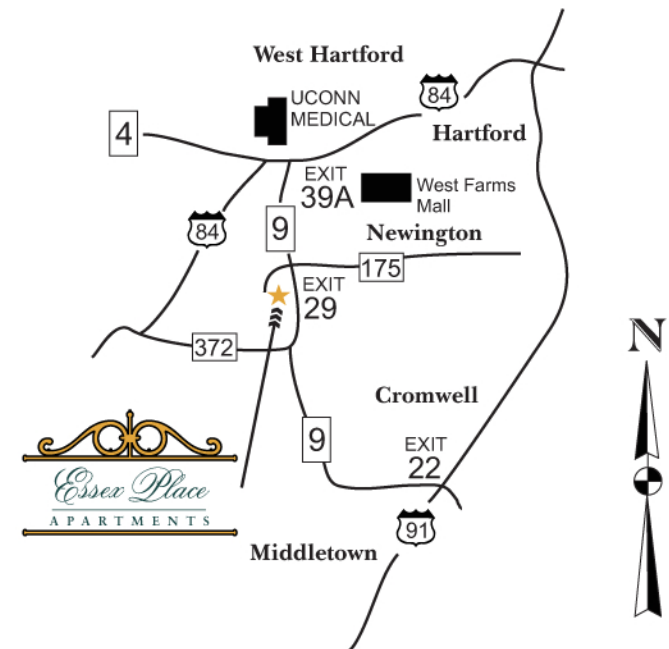 West Hartford
UCONN
MEDICAL
84
4
Hartford
EXIT
39A
West Farms
Mall
84
9
Newington
175
EXIT
29
372
Cromwell
9
EXIT
22
Essex Place
APARTMENTS
91
Middletown
N